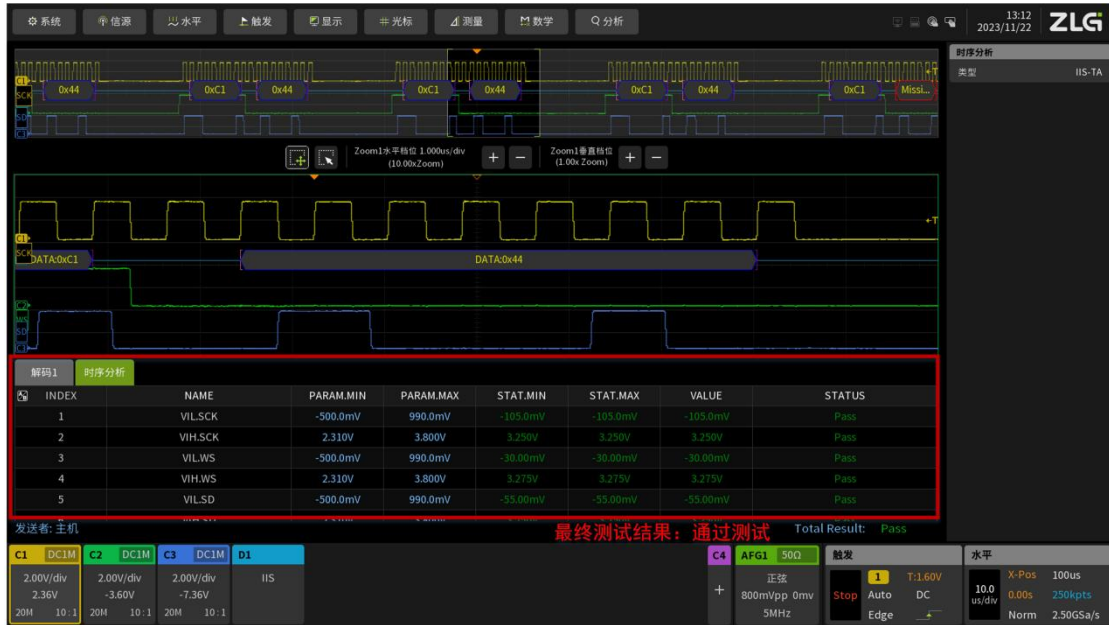 系统 信源 水平 触发 显示 光标 测量 数学 分析 13:12 2023/11/22 ZLG
时序分析
类型 IIS-TA
C1 SCK SD C3
0x44 0xC1 0x44 0xC1 0x44 0xC1 0x44 0xC1 Missi...
T
Zoom1水平档位 1.000us/div (10.00xZoom) + − Zoom1垂直档位 (1.00x Zoom) + −
T
C1
SCK DATA:0xC1 DATA:0x44
C2
WS
SD
C3
解码1 时序分析
INDEX NAME PARAM.MIN PARAM.MAX STAT.MIN STAT.MAX VALUE STATUS
1 VIL.SCK -500.0mV 990.0mV -105.0mV -105.0mV -105.0mV Pass
2 VIH.SCK 2.310V 3.800V 3.250V 3.250V 3.250V Pass
3 VIL.WS -500.0mV 990.0mV -30.00mV -30.00mV -30.00mV Pass
4 VIH.WS 2.310V 3.800V 3.275V 3.275V 3.275V Pass
5 VIL.SD -500.0mV 990.0mV -55.00mV -55.00mV -55.00mV Pass
发送者: 主机 最终测试结果：通过测试 Total Result: Pass
C1 DC1M C2 DC1M C3 DC1M D1 C4 AFG1 50Ω 触发 水平
2.00V/div 2.00V/div 2.00V/div IIS + 正弦 Stop 1 T:1.60V 10.0 us/div X-Pos 100us
2.36V -3.60V -7.36V 800mVpp 0mv Auto DC 0.00s 250kpts
20M 10:1 20M 10:1 20M 10:1 5MHz Edge Norm 2.50GSa/s